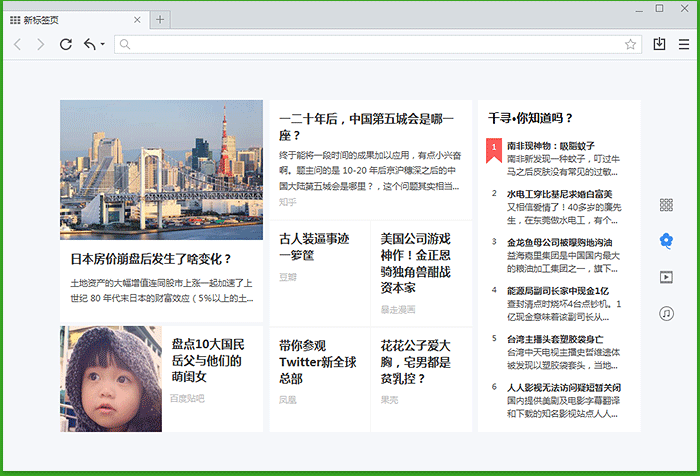 新标签页
日本房价崩盘后发生了啥变化？
土地资产的大幅增值连同股市上涨一起加速了上
世纪 80 年代末日本的财富效应（5%以上的土...
盘点10大国民
岳父与他们的
萌闺女
百度贴吧
一二十年后，中国第五城会是哪一
座？
终于能将一段时间的成果加以应用，有点小兴奋
啊。题主问的是 10-20 年后京沪穗深之后的中
国大陆第五城会是哪里？，这个问题其实相当...
知乎
古人装逼事迹
一箩筐
豆瓣
美国公司游戏
神作！金正恩
骑独角兽酣战
资本家
暴走漫画
带你参观
Twitter新全球
总部
凤凰
花花公子爱大
胸，宅男都是
贫乳控？
果壳
千寻•你知道吗？
1
南非现神物：吸脂蚊子
南非新发现一种蚊子，叮过牛
马之后皮肤没有常见的过敏...
2
水电工穿比基尼求婚白富美
又相信爱情了！40多岁的廣先
生，在东莞做水电工，有个...
3
金龙鱼母公司被曝购地沟油
益海嘉里集团是中国国内最大
的粮油加工集团之一，旗下...
4
能源局副司长家中现金1亿
查封清点时烧坏4台点钞机。1
亿现金意味着该副司长从...
5
台湾主播头套塑胶袋身亡
台湾中天电视主播史哲维遗体
被发现以塑胶袋套头，当地...
6
人人影视无法访问疑短暂关闭
国内提供美剧及电影字幕翻译
和下载的知名影视站点人人...